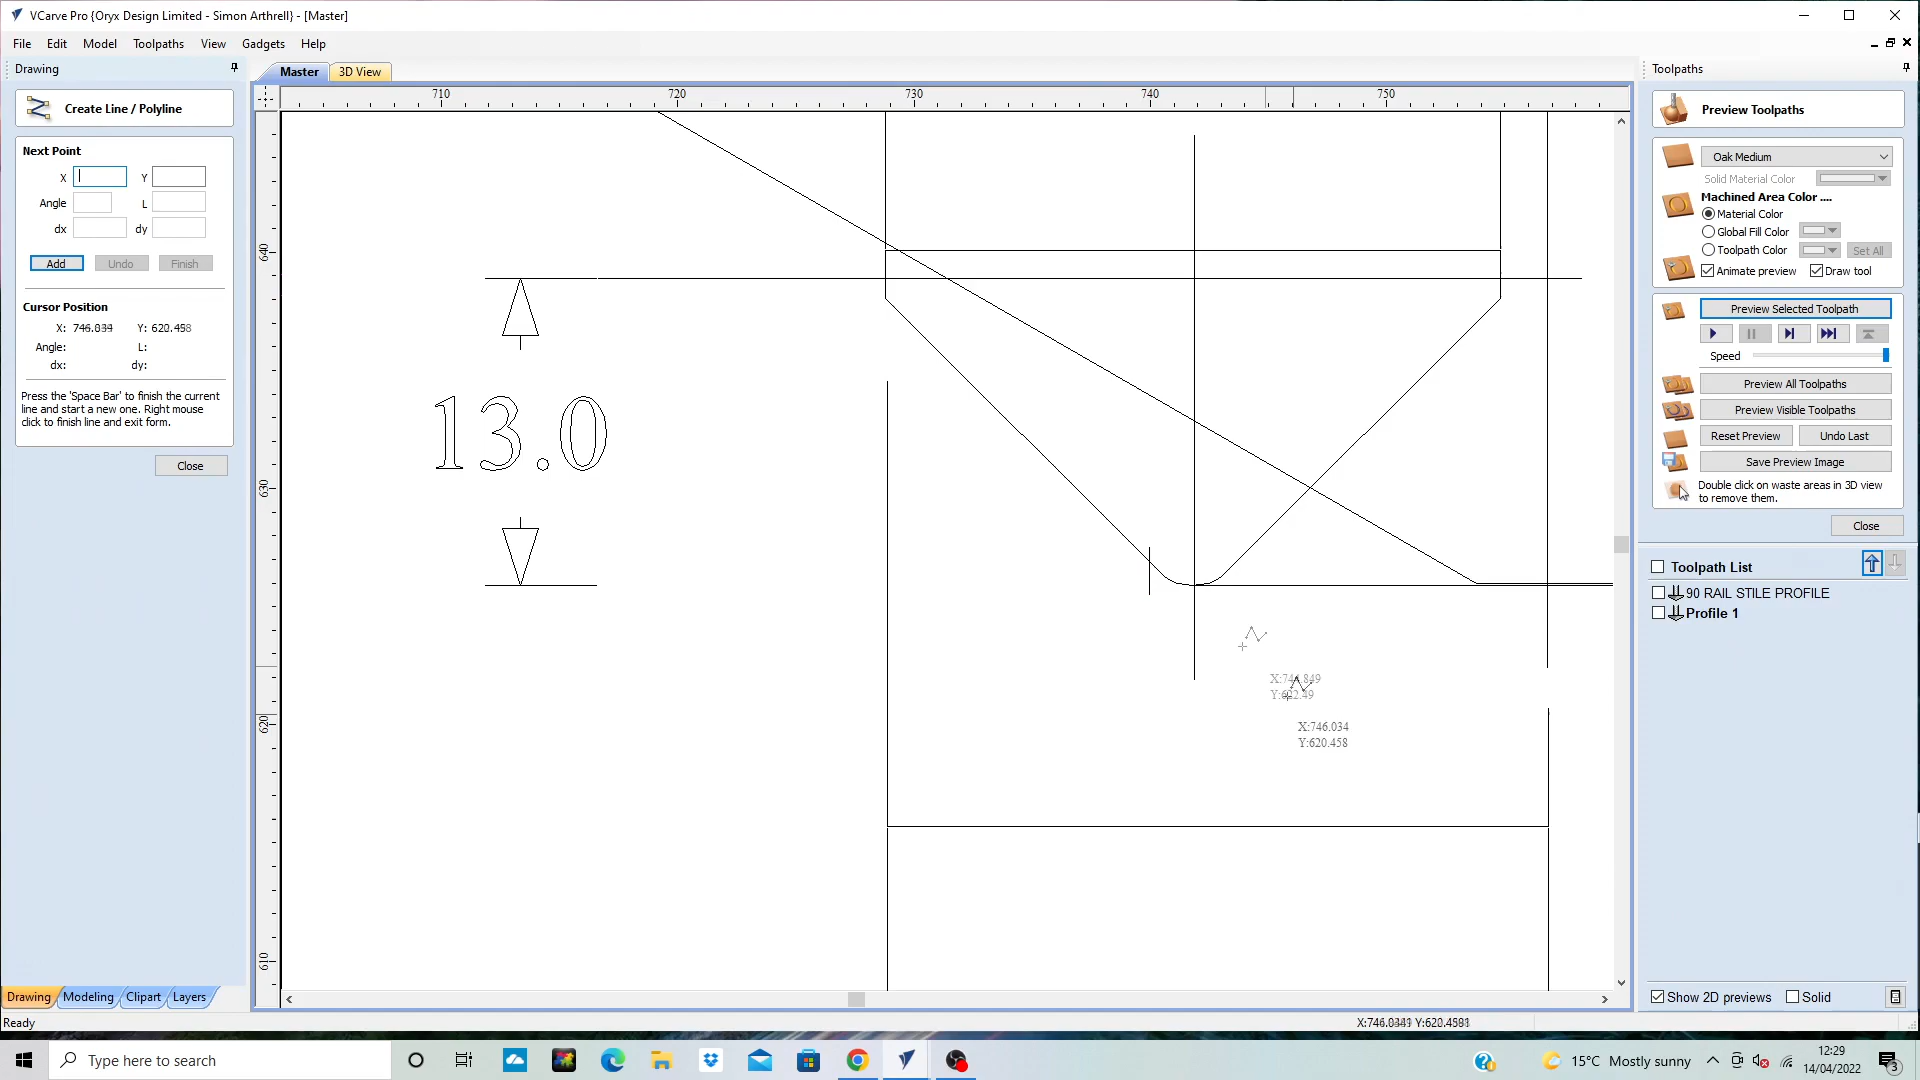 VCarve Pro {Oryx Design Limited - Simon Arthrell} - [Master]
File Edit Model Toolpaths View Gadgets Help
Drawing
Create Line / Polyline
Next Point
X Y
Angle L
dx dy
Add Undo Finish
Cursor Position
X: Y: 620.458
Angle: L:
dx: dy:
Press the 'Space Bar' to finish the current
line and start a new one. Right mouse
click to finish line and exit form.
Close
Drawing Modeling Clipart Layers
Ready
Master 3D View
710 720 730 740 750
640
630
620
610
13.0
X:746.034
Y:620.458
Toolpaths
Preview Toolpaths
Oak Medium
Solid Material Color
Machined Area Color ....
Material Color
Global Fill Color
Toolpath Color Set All
Animate preview Draw tool
Preview Selected Toolpath
Speed
Preview All Toolpaths
Preview Visible Toolpaths
Reset Preview Undo Last
Save Preview Image
Double click on waste areas in 3D view
to remove them.
Close
Toolpath List
90 RAIL STILE PROFILE
Profile 1
Show 2D previews Solid
Type here to search
15°C Mostly sunny
12:29
14/04/2022
3